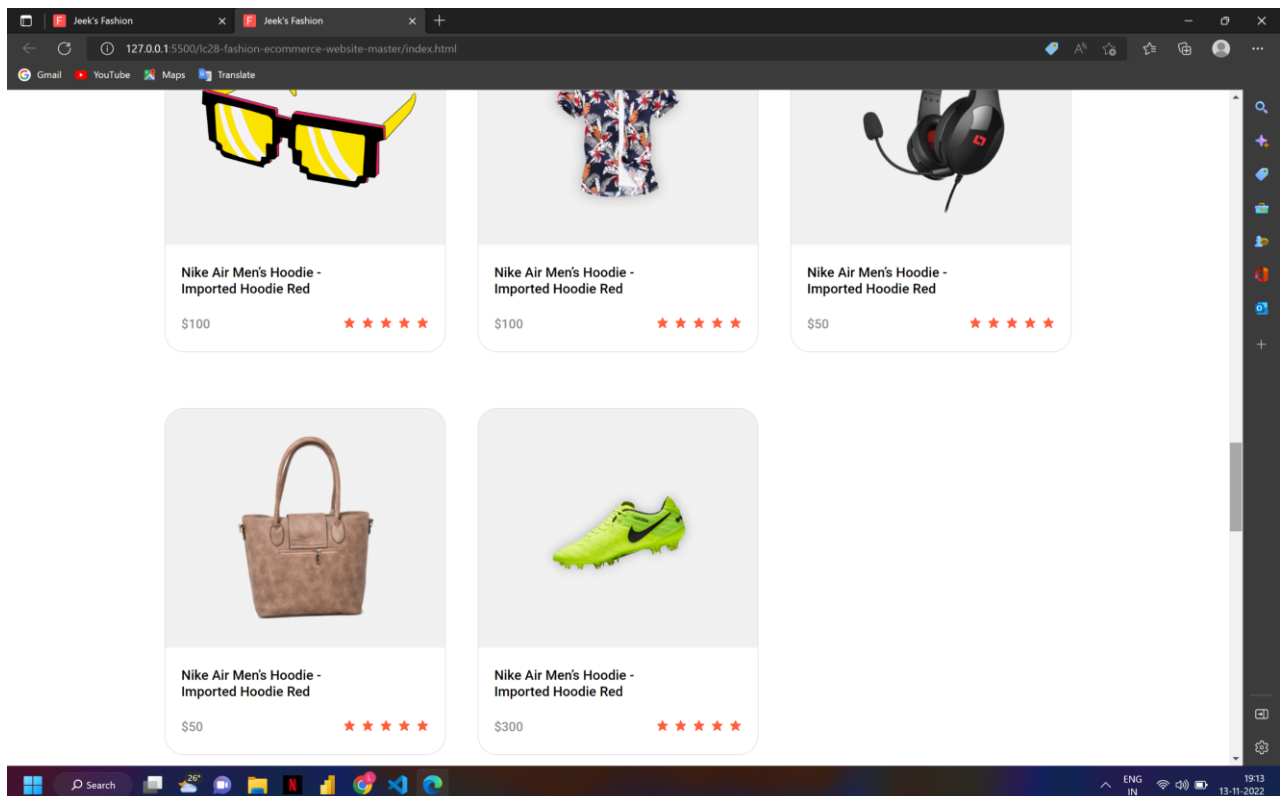 Jeek's Fashion
Jeek's Fashion
127.0.0.1:5500/lc28-fashion-ecommerce-website-master/index.html
Gmail YouTube Maps Translate
Nike Air Men's Hoodie -
Imported Hoodie Red
$100
Nike Air Men's Hoodie -
Imported Hoodie Red
$100
Nike Air Men's Hoodie -
Imported Hoodie Red
$50
Nike Air Men's Hoodie -
Imported Hoodie Red
$50
Nike Air Men's Hoodie -
Imported Hoodie Red
$300
Search
26°
ENG
IN
19:13
13-11-2022